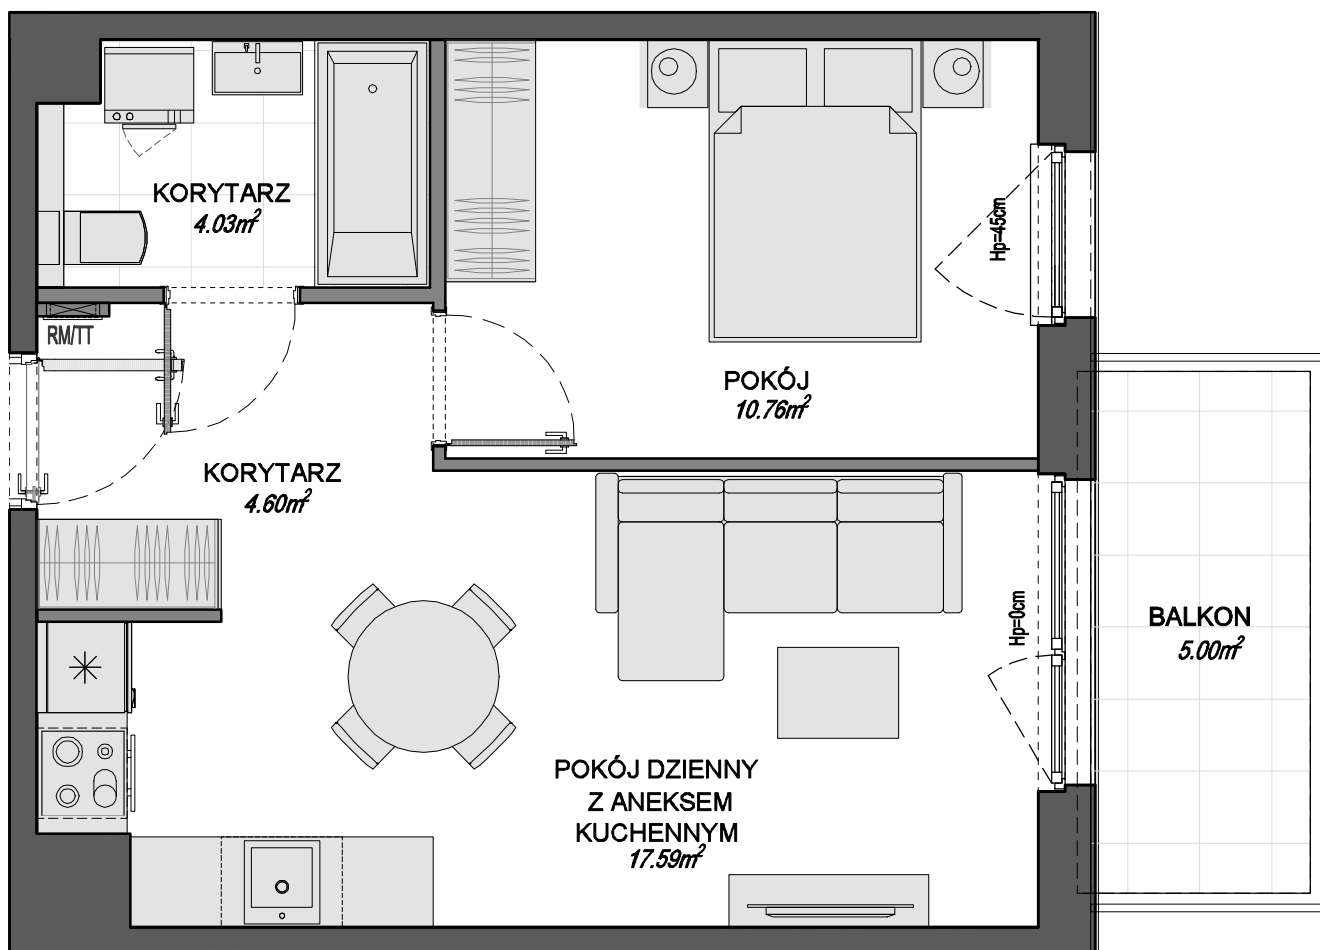 KORYTARZ
4.03m²
Hp=45cm
RM/TT
POKÓJ
10.76m²
KORYTARZ
4.60m²
Hp=0cm
BALKON
5.00m²
POKÓJ DZIENNY
Z ANEKSEM
KUCHENNYM
17.59m²